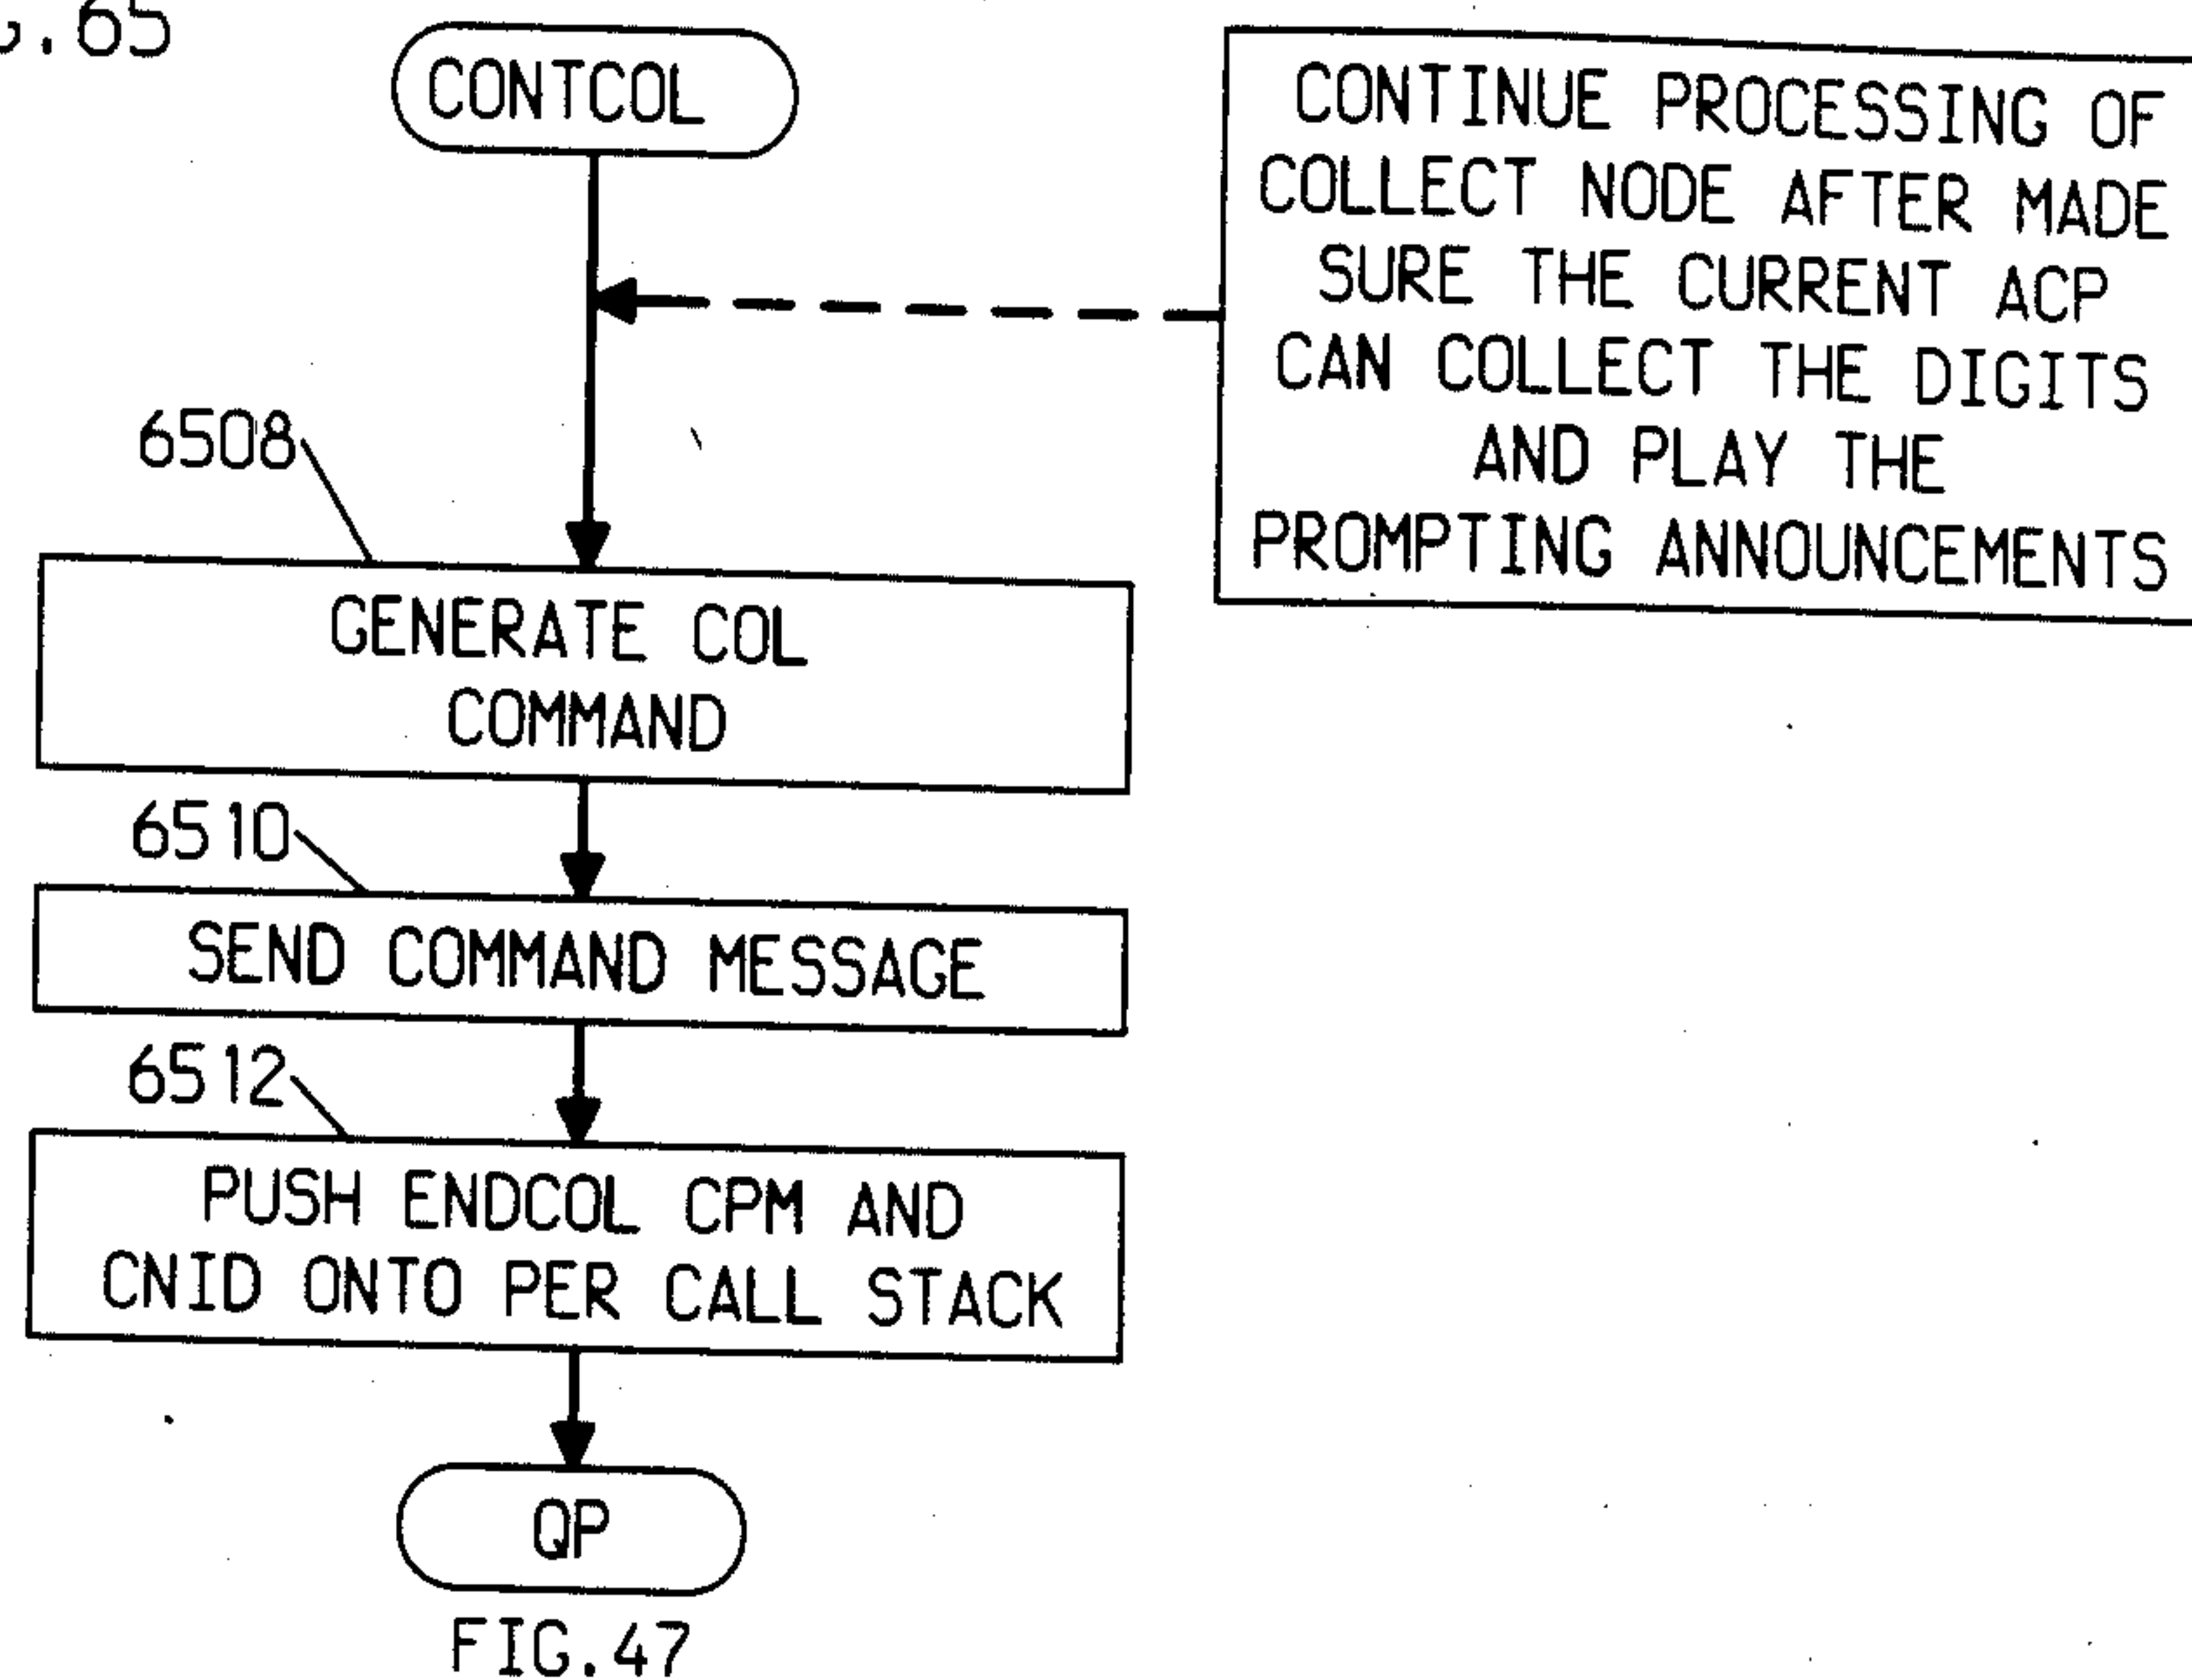 .65
CONTCOL
CONTINUE PROCESSING OF
COLLECT NODE AFTER MADE
SURE THE CURRENT ACP
CAN COLLECT THE DIGITS
AND PLAY THE
PROMPTING ANNOUNCEMENTS
6508
GENERATE COL
COMMAND
6510
SEND COMMAND MESSAGE
6512
PUSH ENDCOL CPM AND
CNID ONTO PER CALL STACK
QP
FIG.47